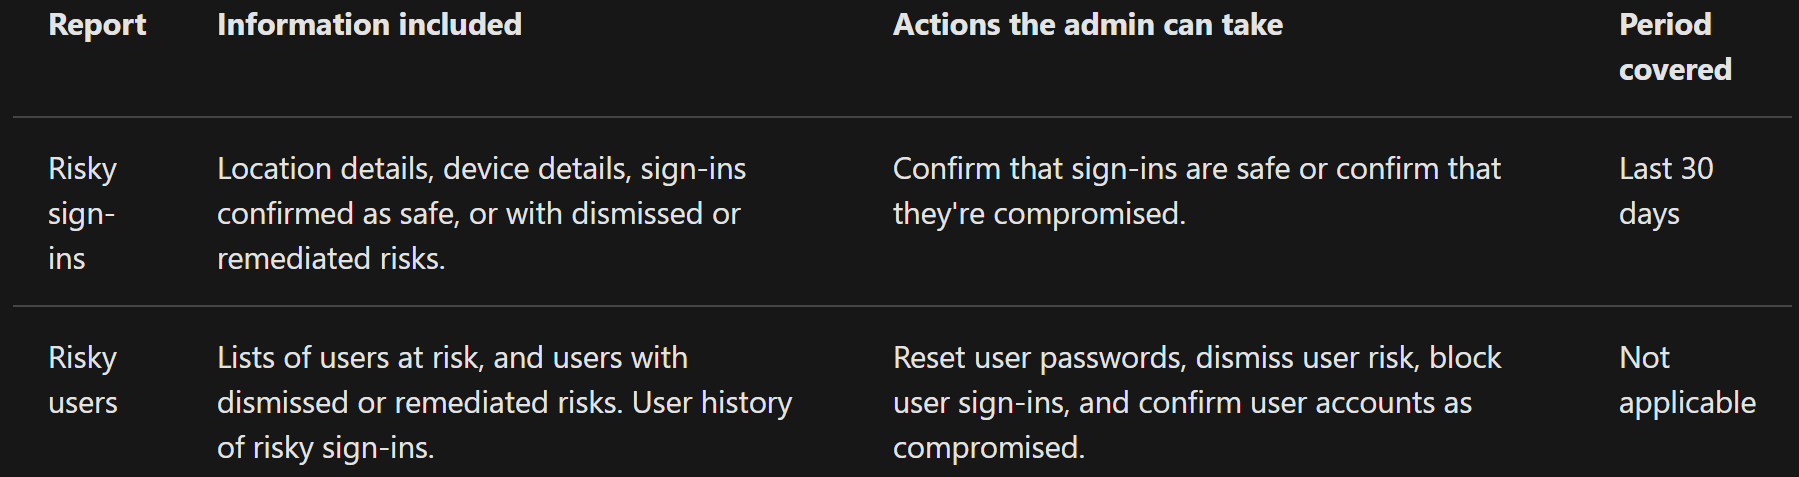 Report
Information included
Actions the admin can take
Period
covered
Risky
sign-
ins
Location details, device details, sign-ins
confirmed as safe, or with dismissed or
remediated risks.
Confirm that sign-ins are safe or confirm that
they're compromised.
Last 30
days
Risky
users
Lists of users at risk, and users with
dismissed or remediated risks. User history
of risky sign-ins.
Reset user passwords, dismiss user risk, block
user sign-ins, and confirm user accounts as
compromised.
Not
applicable